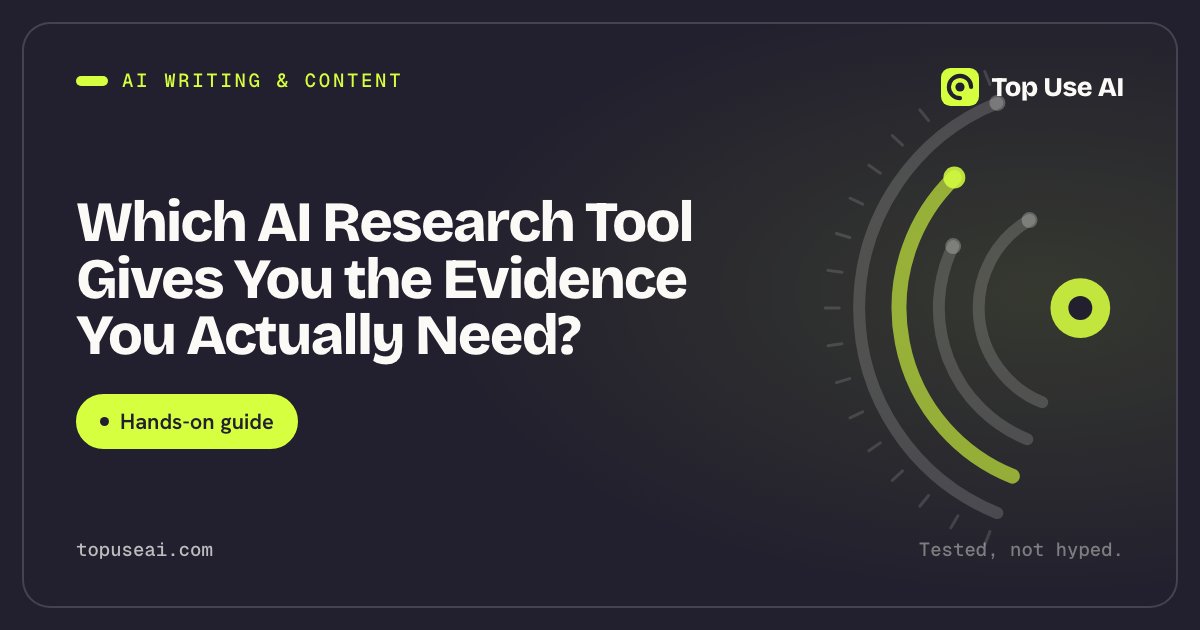 AI WRITING & CONTENT
Top Use AI
Which AI Research Tool
Gives You the Evidence
You Actually Need?
Hands-on guide
topuseai.com
Tested, not hyped.